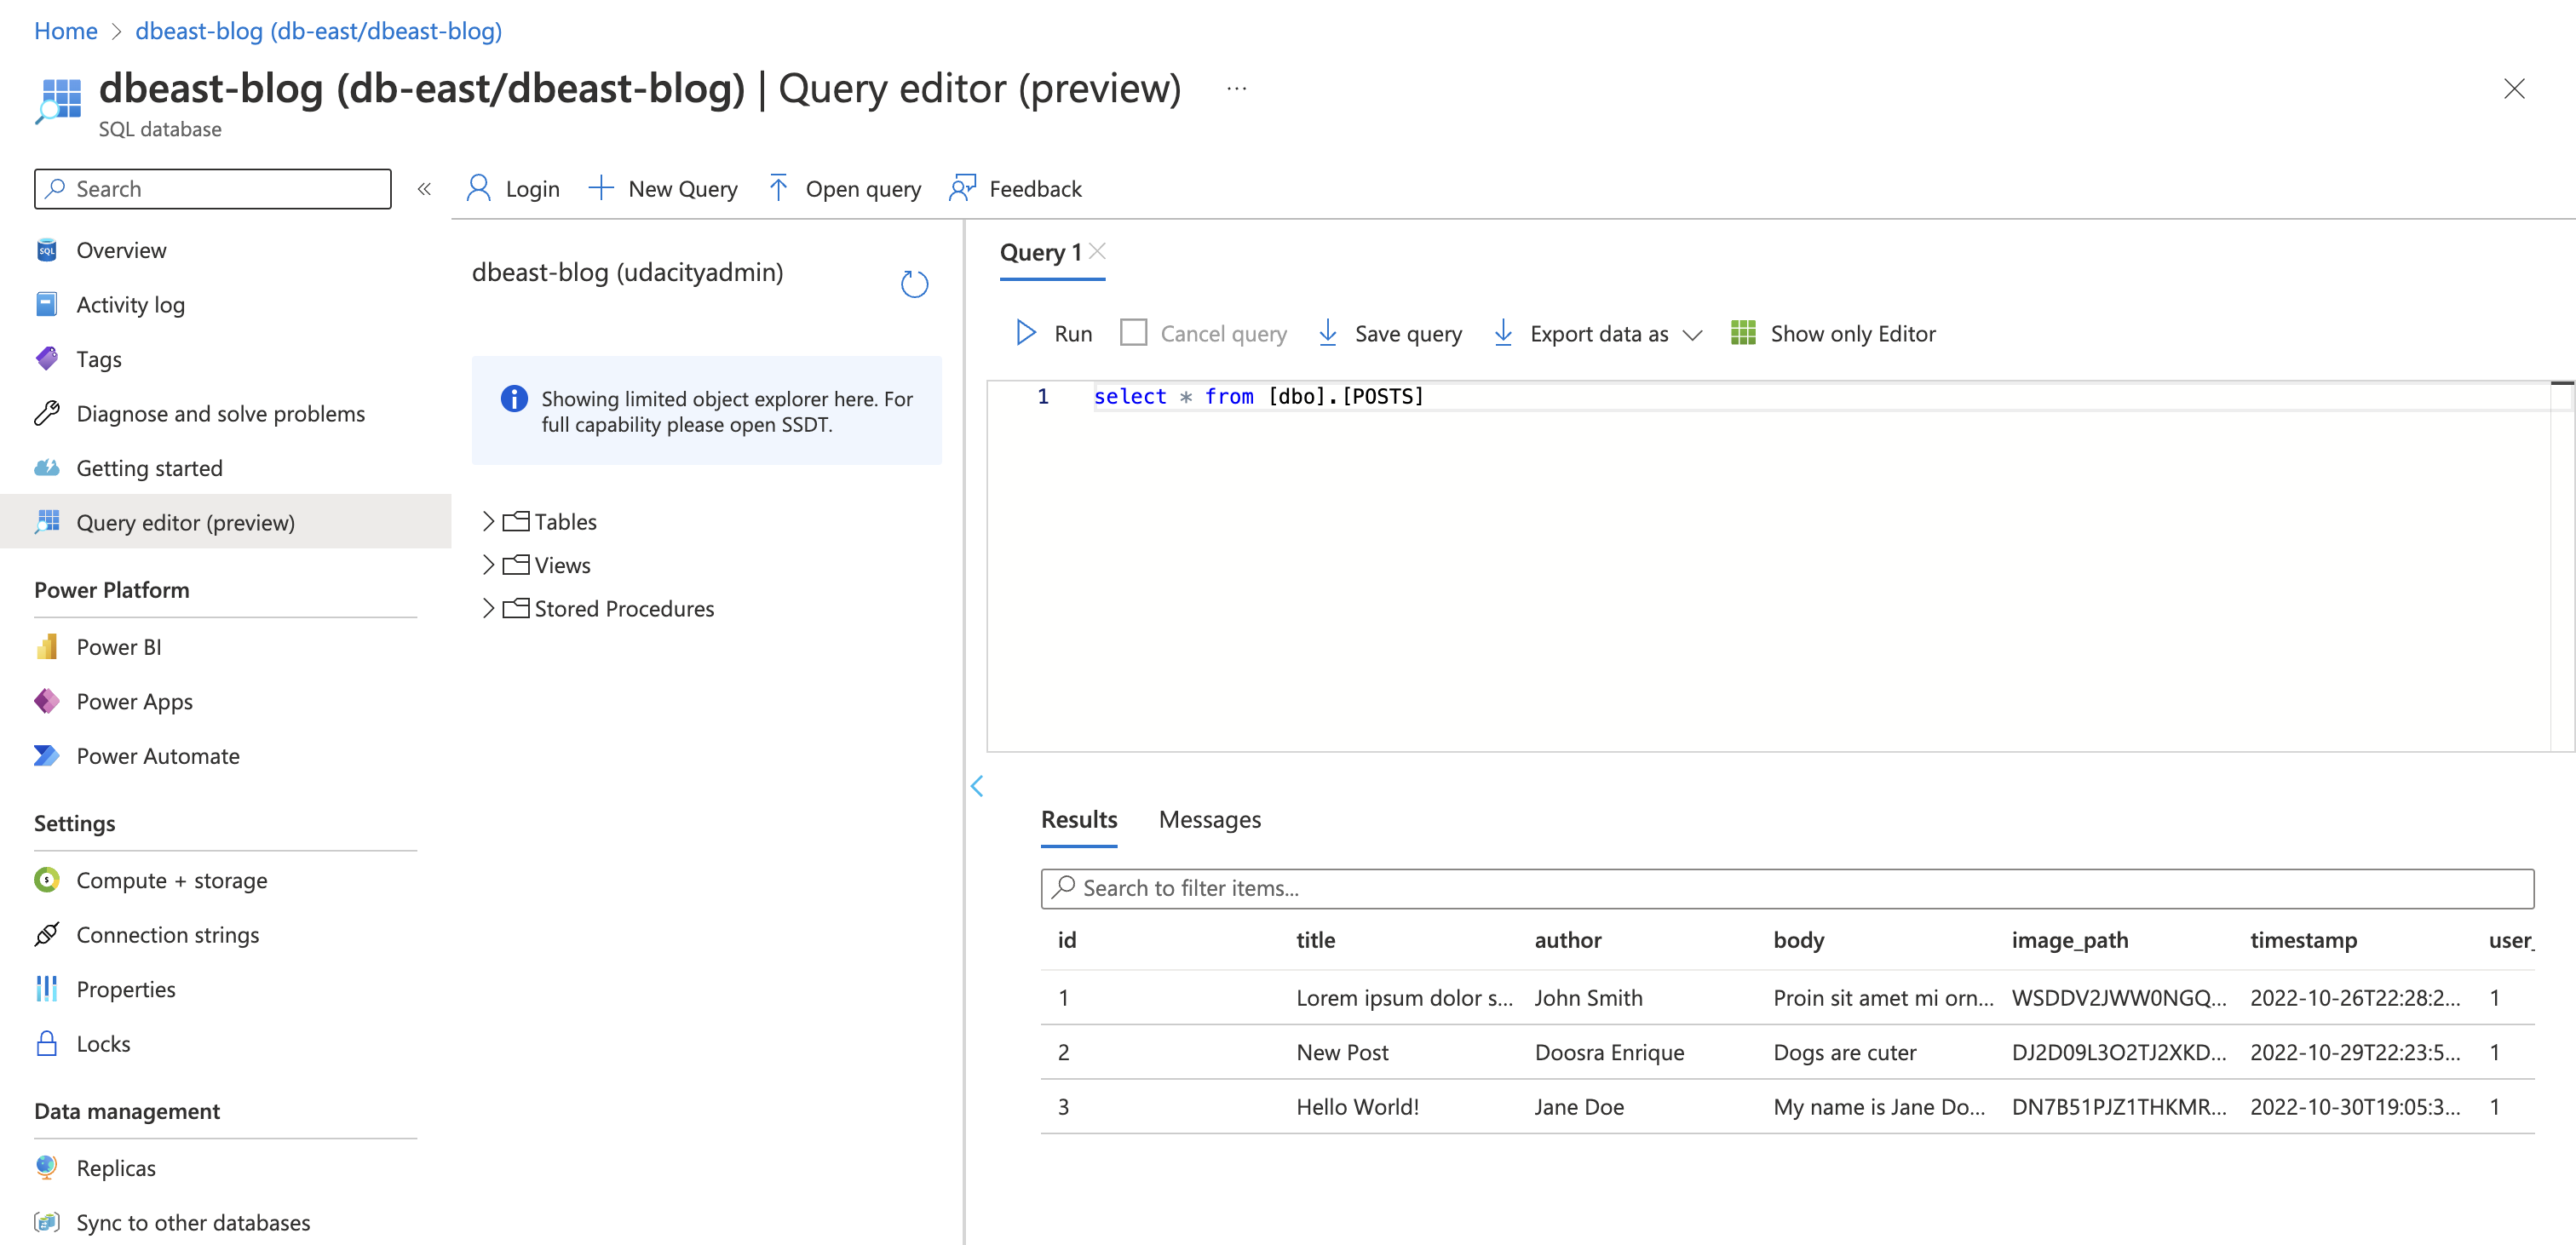 Home > dbeast-blog (db-east/dbeast-blog)
dbeast-blog (db-east/dbeast-blog) | Query editor (preview) ...
SQL database
Search «
Login New Query Open query Feedback
Overview
Activity log
Tags
Diagnose and solve problems
Getting started
Query editor (preview)
Power Platform
Power BI
Power Apps
Power Automate
Settings
Compute + storage
Connection strings
Properties
Locks
Data management
Replicas
Sync to other databases
dbeast-blog (udacityadmin)
Showing limited object explorer here. For
full capability please open SSDT.
Tables
Views
Stored Procedures
Query 1
Run Cancel query Save query Export data as Show only Editor
1 select * from [dbo].[POSTS]
Results Messages
Search to filter items...
id title author body image_path timestamp user_
1 Lorem ipsum dolor s... John Smith Proin sit amet mi orn... WSDDV2JWW0NGQ... 2022-10-26T22:28:2... 1
2 New Post Doosra Enrique Dogs are cuter DJ2D09L3O2TJ2XKD... 2022-10-29T22:23:5... 1
3 Hello World! Jane Doe My name is Jane Do... DN7B51PJZ1THKMR... 2022-10-30T19:05:3... 1